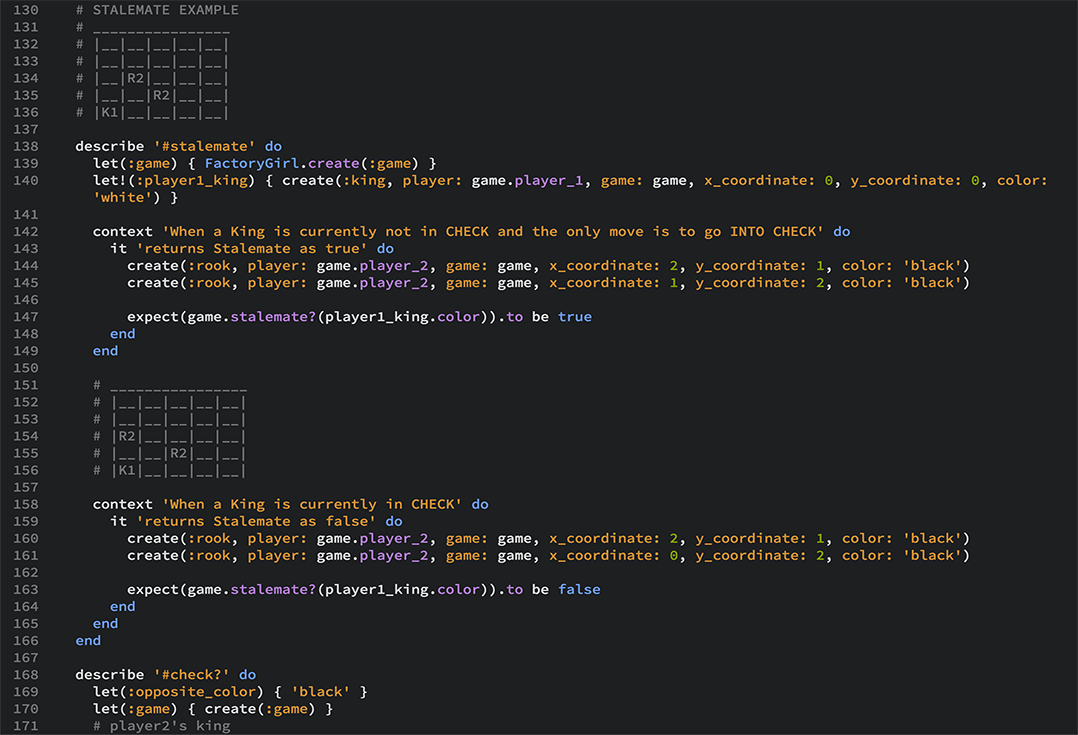 130 # STALEMATE EXAMPLE
131 # ________________
132 # |__|__|__|__|__|
133 # |__|__|__|__|__|
134 # |__|R2|__|__|__|
135 # |__|__|R2|__|__|
136 # |K1|__|__|__|__|
137
138 describe '#stalemate' do
139 let(:game) { FactoryGirl.create(:game) }
140 let!(:player1_king) { create(:king, player: game.player_1, game: game, x_coordinate: 0, y_coordinate: 0, color:
'white') }
141
142 context 'When a King is currently not in CHECK and the only move is to go INTO CHECK' do
143 it 'returns Stalemate as true' do
144 create(:rook, player: game.player_2, game: game, x_coordinate: 2, y_coordinate: 1, color: 'black')
145 create(:rook, player: game.player_2, game: game, x_coordinate: 1, y_coordinate: 2, color: 'black')
146
147 expect(game.stalemate?(player1_king.color)).to be true
148 end
149 end
150
151 # ________________
152 # |__|__|__|__|__|
153 # |__|__|__|__|__|
154 # |R2|__|__|__|__|
155 # |__|__|R2|__|__|
156 # |K1|__|__|__|__|
157
158 context 'When a King is currently in CHECK' do
159 it 'returns Stalemate as false' do
160 create(:rook, player: game.player_2, game: game, x_coordinate: 2, y_coordinate: 1, color: 'black')
161 create(:rook, player: game.player_2, game: game, x_coordinate: 0, y_coordinate: 2, color: 'black')
162
163 expect(game.stalemate?(player1_king.color)).to be false
164 end
165 end
166 end
167
168 describe '#check?' do
169 let(:opposite_color) { 'black' }
170 let(:game) { create(:game) }
171 # player2's king